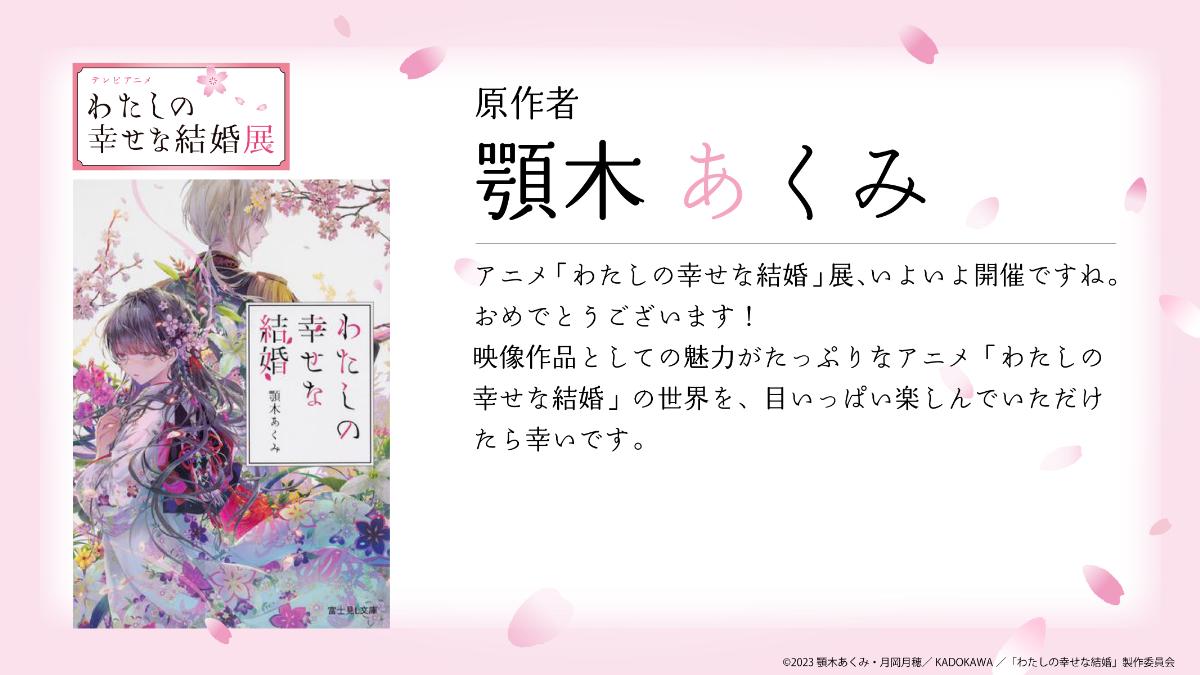 テレビアニメ
わたしの
幸せな結婚展
わたしの
幸せな
結婚
顎木あくみ
富士見L文庫
原作者
顎木 あくみ
アニメ「わたしの幸せな結婚」展、いよいよ開催ですね。
おめでとうございます！
映像作品としての魅力がたっぷりなアニメ「わたしの
幸せな結婚」の世界を、目いっぱい楽しんでいただけ
たら幸いです。
©2023 顎木あくみ・月岡月穂／KADOKAWA／「わたしの幸せな結婚」製作委員会